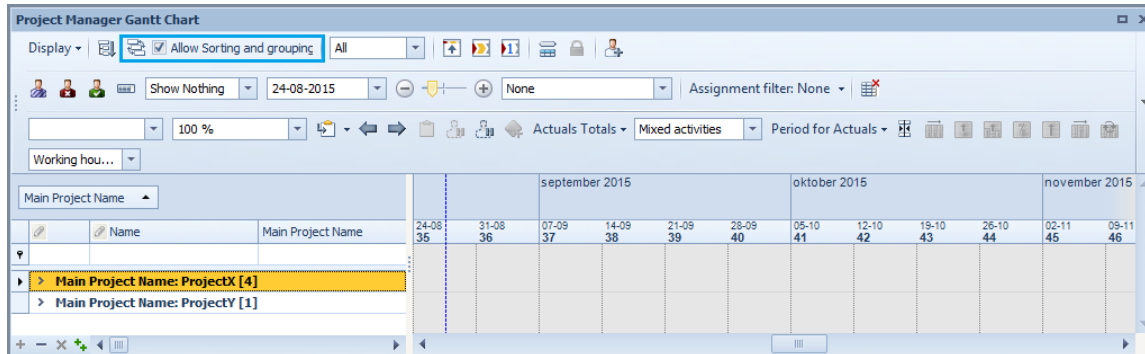 Project Manager Gantt Chart
Display Allow Sorting and grouping All
Show Nothing 24-08-2015 None Assignment filter: None
100 % Actuals Totals Mixed activities Period for Actuals
Working hou...
Main Project Name
september 2015 oktober 2015 november 2015
Name Main Project Name
24-08 31-08 07-09 14-09 21-09 28-09 05-10 12-10 19-10 26-10 02-11 09-11
35 36 37 38 39 40 41 42 43 44 45 46
Main Project Name: ProjectX [4]
Main Project Name: ProjectY [1]